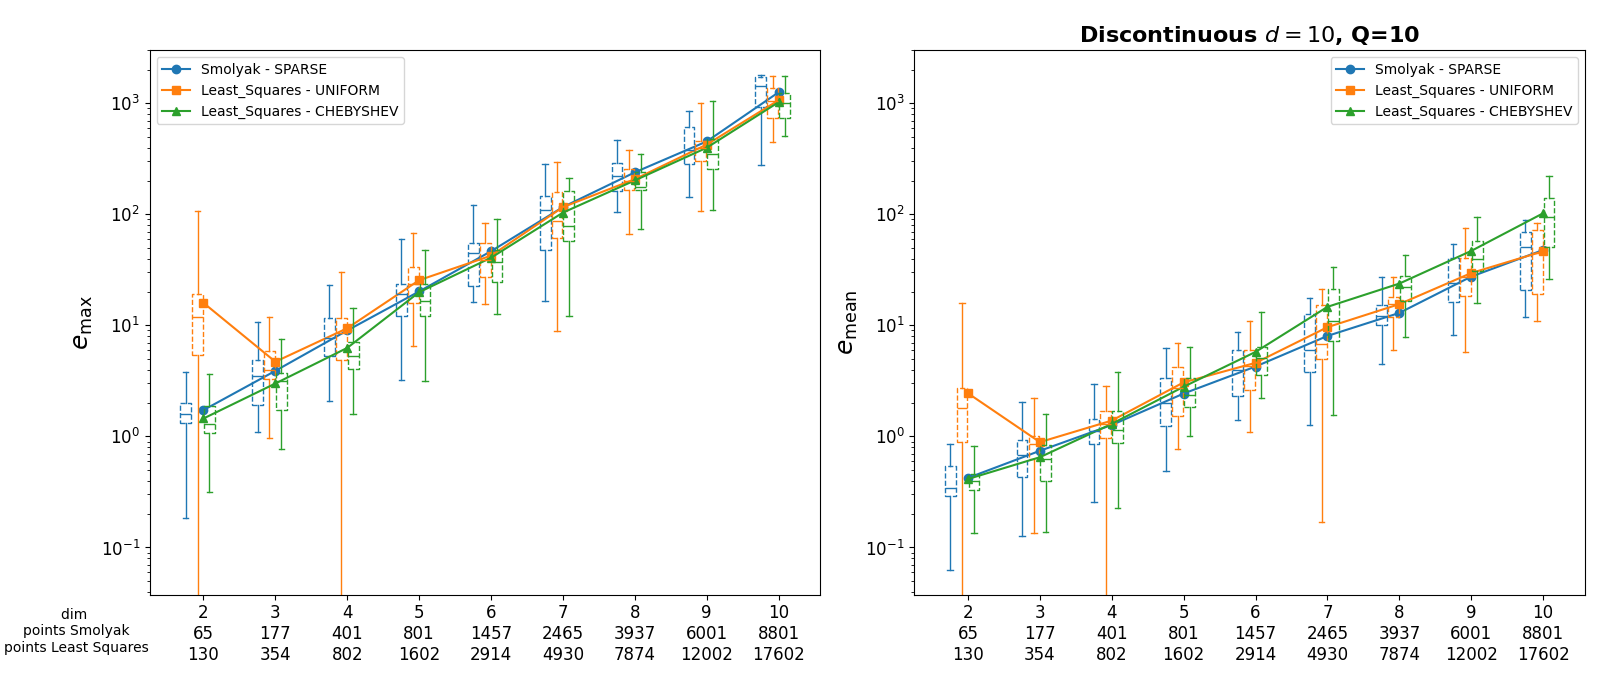 Discontinuous d = 10, Q=10
Smolyak - SPARSE
Least_Squares - UNIFORM
Least_Squares - CHEBYSHEV
Smolyak - SPARSE
Least_Squares - UNIFORM
Least_Squares - CHEBYSHEV
10³
10²
10¹
10⁰
10⁻¹
e_max
10³
10²
10¹
10⁰
10⁻¹
e_mean
dim
2 3 4 5 6 7 8 9 10
2 3 4 5 6 7 8 9 10
points Smolyak
65 177 401 801 1457 2465 3937 6001 8801
65 177 401 801 1457 2465 3937 6001 8801
points Least Squares
130 354 802 1602 2914 4930 7874 12002 17602
130 354 802 1602 2914 4930 7874 12002 17602